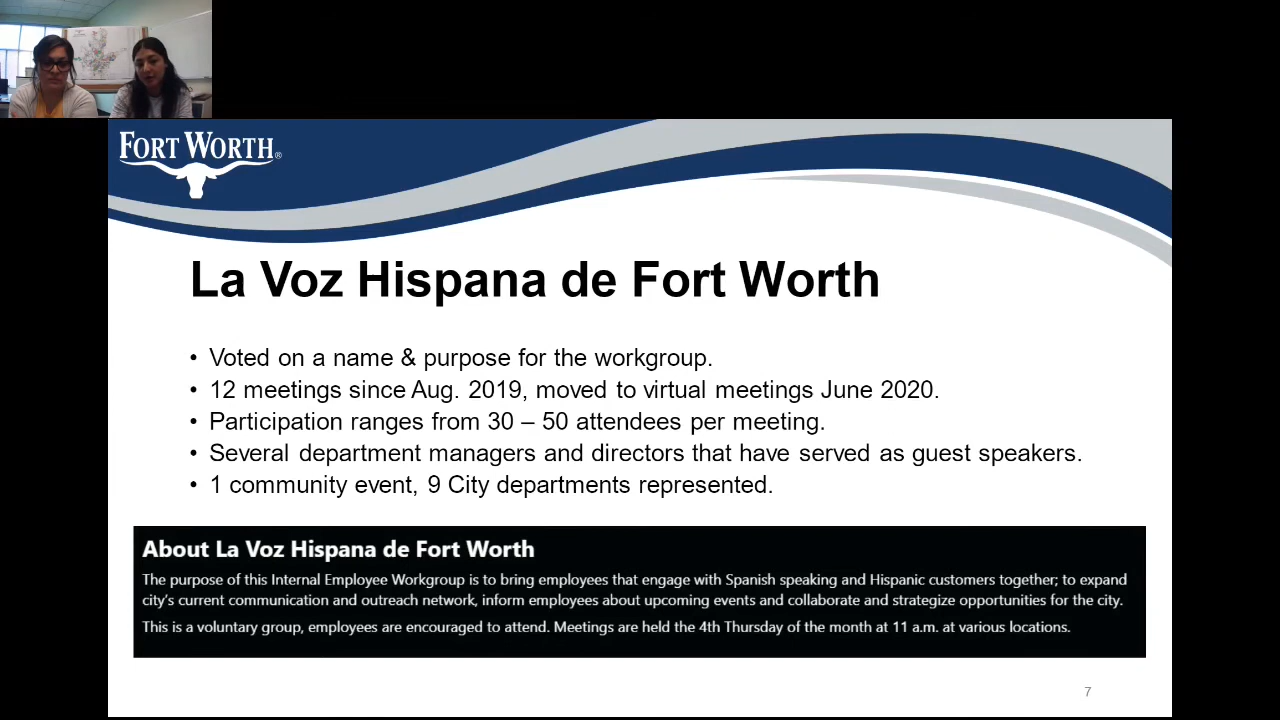 FORT WORTH®
La Voz Hispana de Fort Worth
• Voted on a name & purpose for the workgroup.
• 12 meetings since Aug. 2019, moved to virtual meetings June 2020.
• Participation ranges from 30 – 50 attendees per meeting.
• Several department managers and directors that have served as guest speakers.
• 1 community event, 9 City departments represented.
About La Voz Hispana de Fort Worth
The purpose of this Internal Employee Workgroup is to bring employees that engage with Spanish speaking and Hispanic customers together; to expand
city's current communication and outreach network, inform employees about upcoming events and collaborate and strategize opportunities for the city.
This is a voluntary group, employees are encouraged to attend. Meetings are held the 4th Thursday of the month at 11 a.m. at various locations.
7